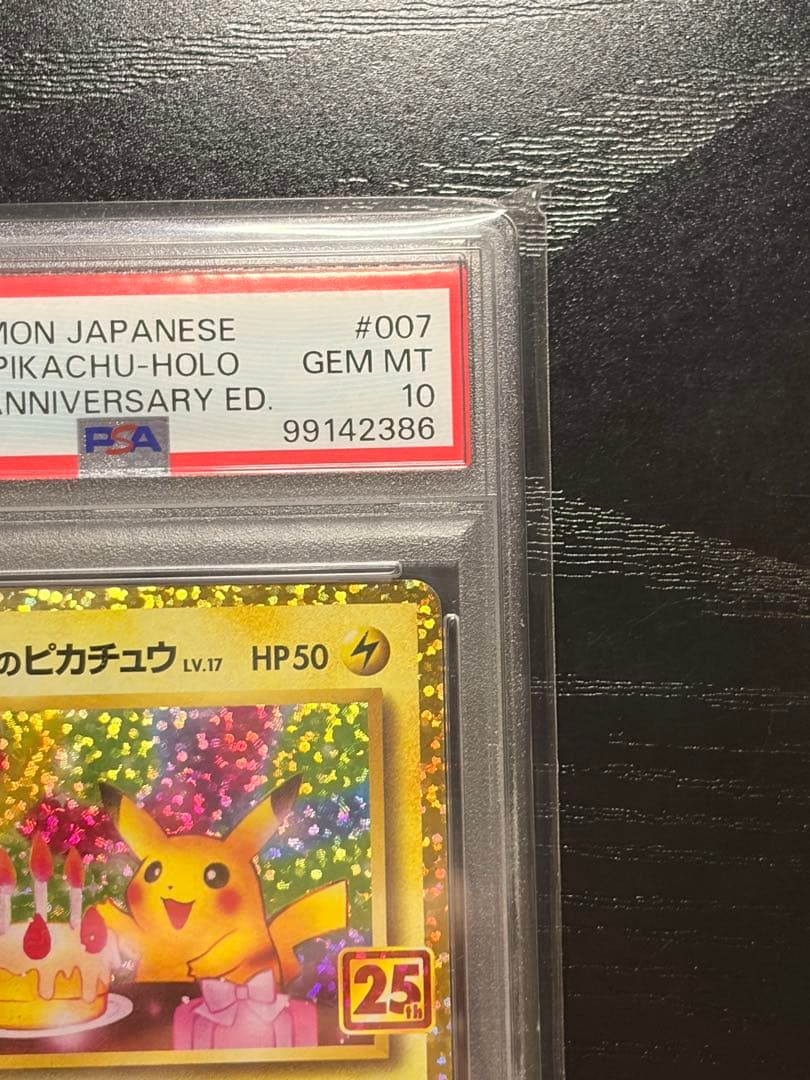 MON JAPANESE #007
PIKACHU-HOLO GEM MT
ANNIVERSARY ED. 10
PSA 99142386
のピカチュウ LV.17 HP50
25th